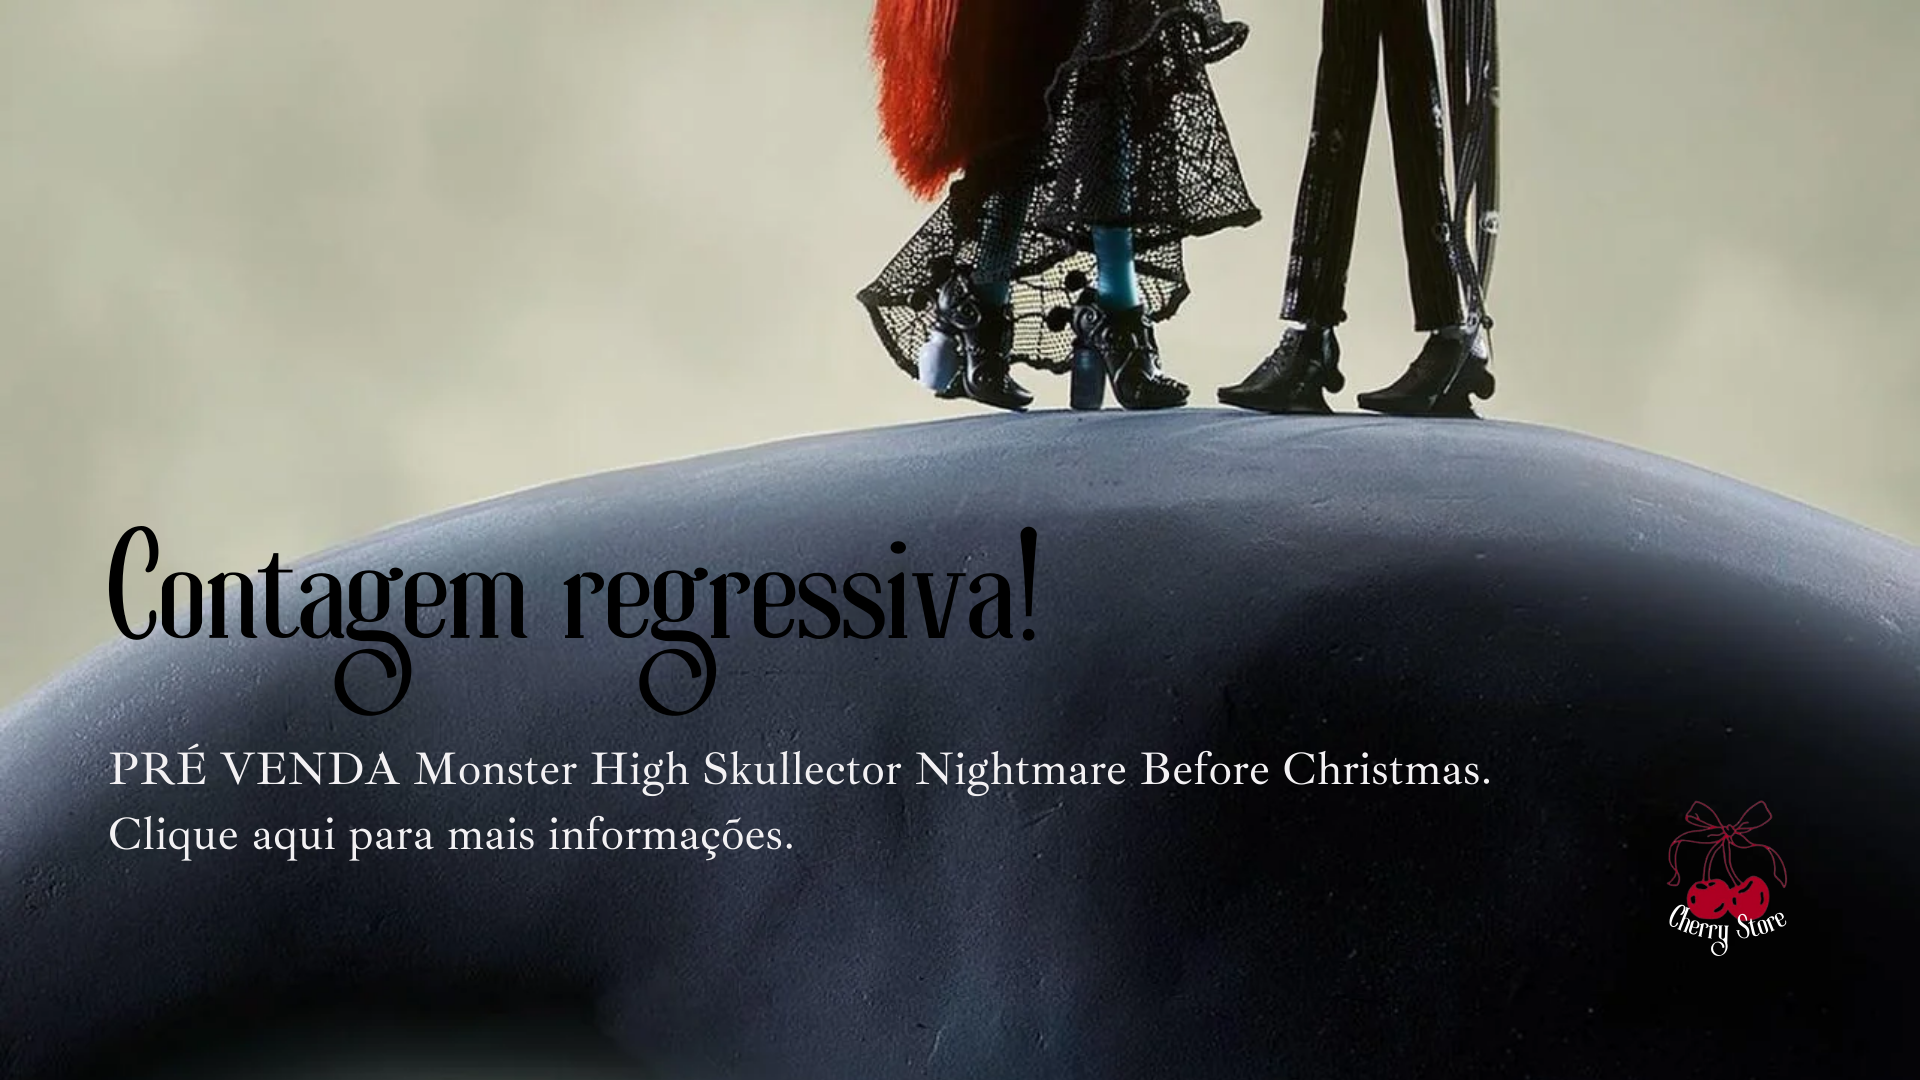 Contagem regressiva!
PRÉ VENDA Monster High Skullector Nightmare Before Christmas.
Clique aqui para mais informações.
Cherry Store